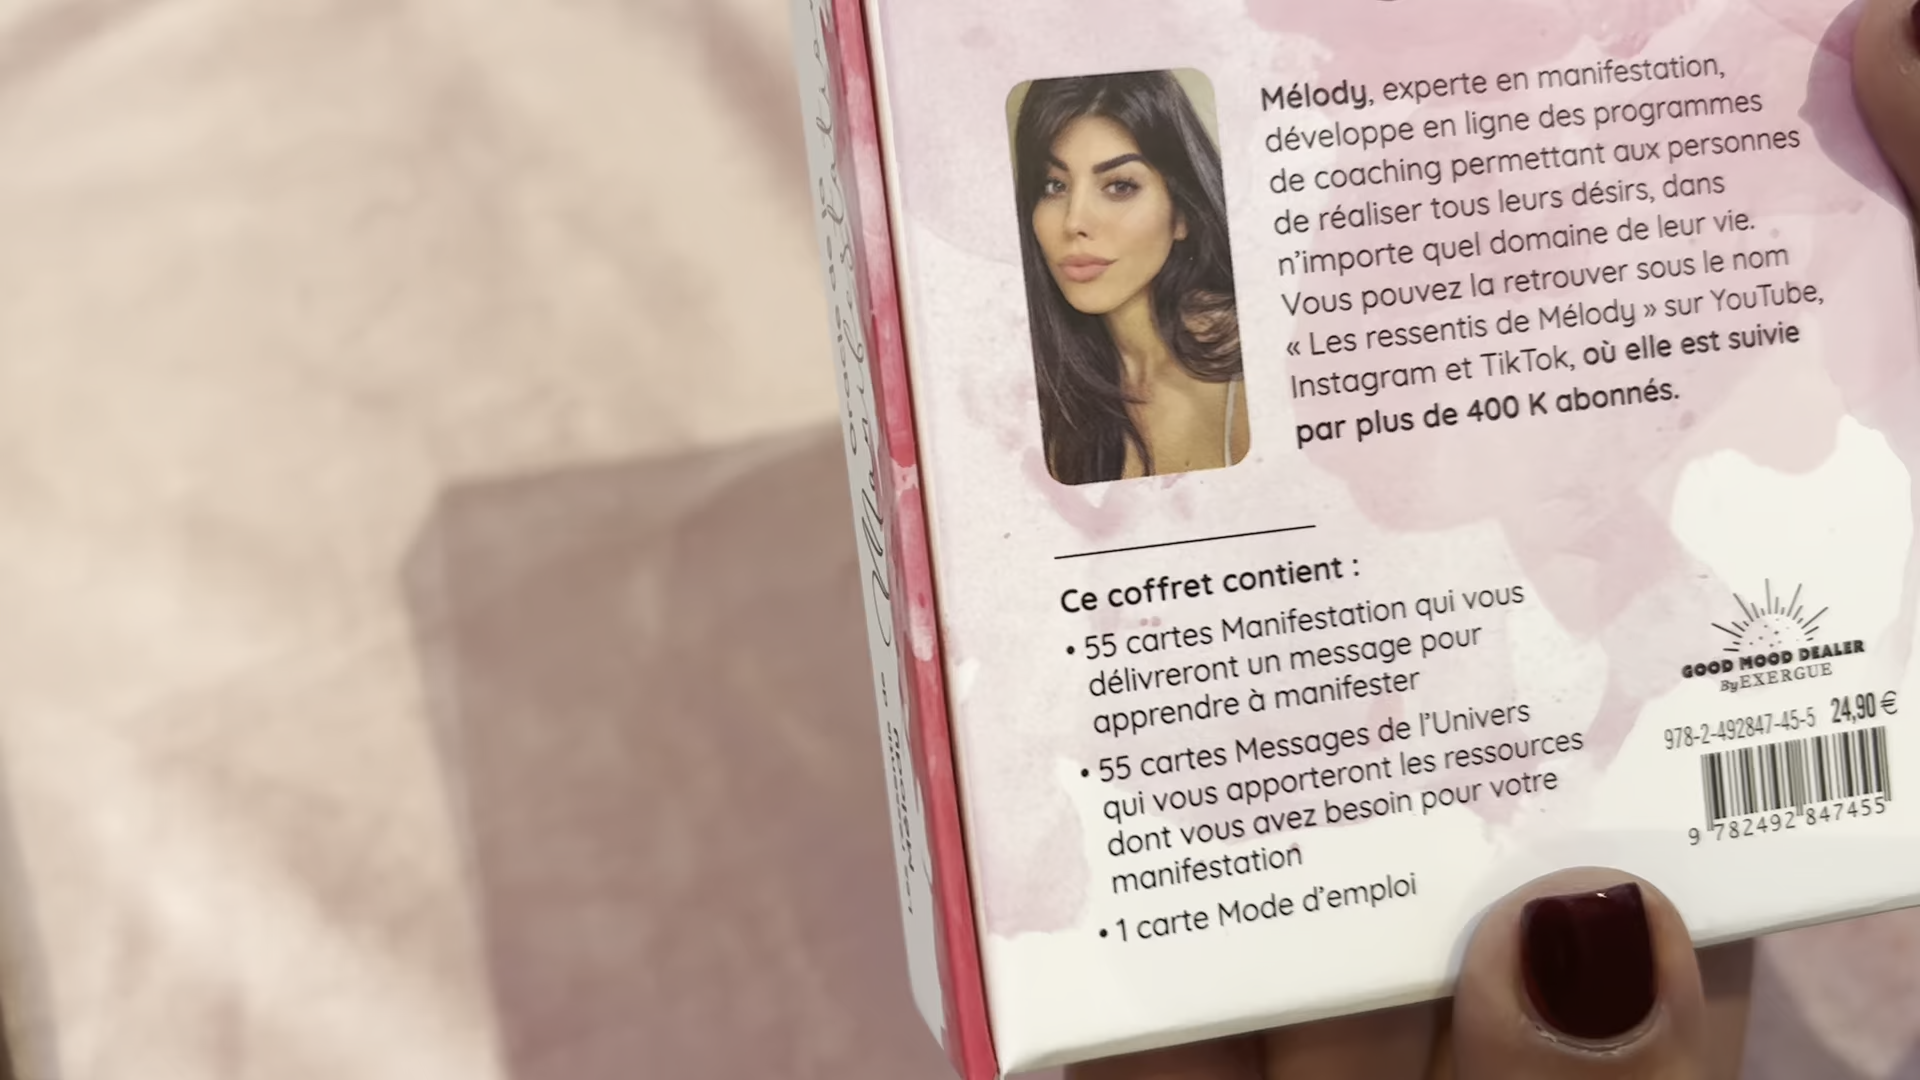 Mélody, experte en manifestation,
développe en ligne des programmes
de coaching permettant aux personnes
de réaliser tous leurs désirs, dans
n'importe quel domaine de leur vie.
Vous pouvez la retrouver sous le nom
« Les ressentis de Mélody » sur YouTube,
Instagram et TikTok, où elle est suivie
par plus de 400 K abonnés.
Ce coffret contient :
• 55 cartes Manifestation qui vous
délivreront un message pour
apprendre à manifester
• 55 cartes Messages de l'Univers
qui vous apporteront les ressources
dont vous avez besoin pour votre
manifestation
• 1 carte Mode d'emploi
GOOD MOOD DEALER
By EXERGUE
978-2-492847-45-5 24,90 €
9 782492 847455